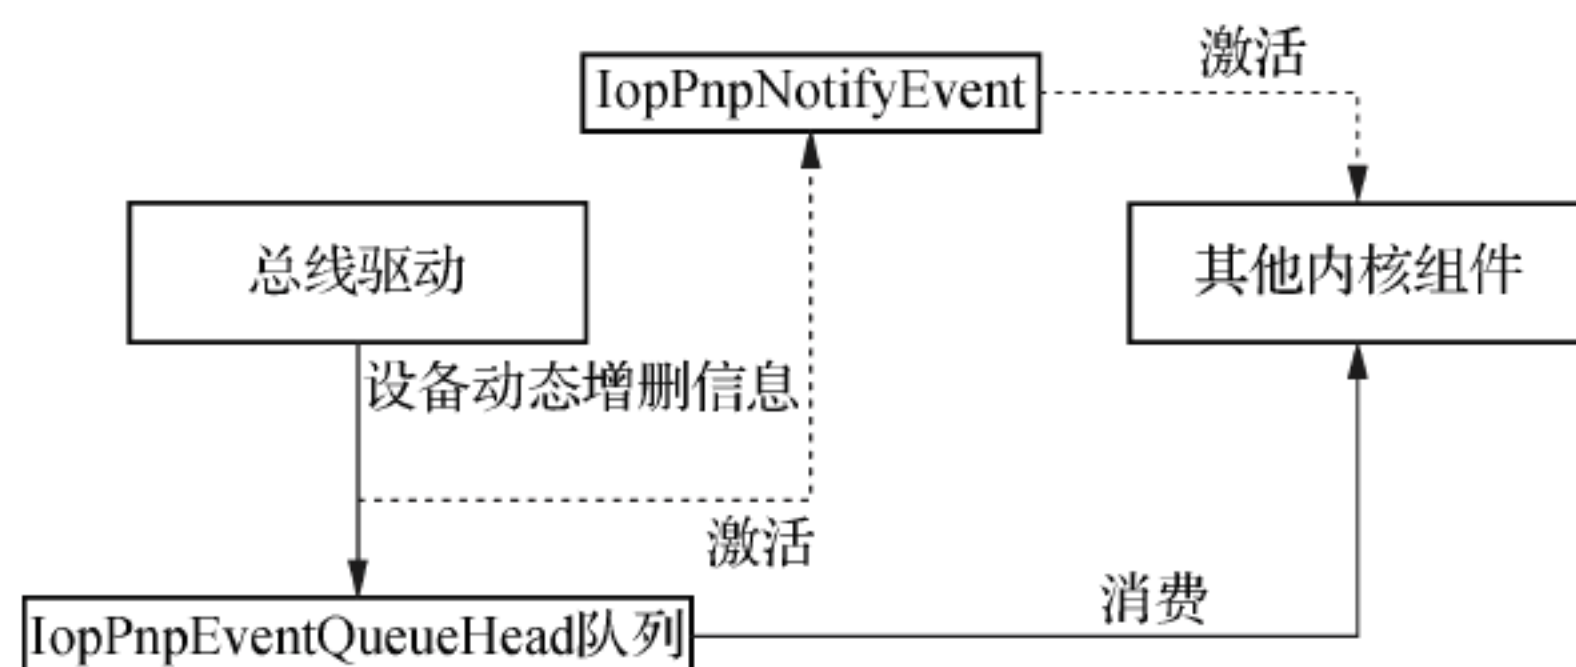 激活
IopPnpNotifyEvent
总线驱动
其他内核组件
设备动态增删信息
激活
消费
IopPnpEventQueueHead队列